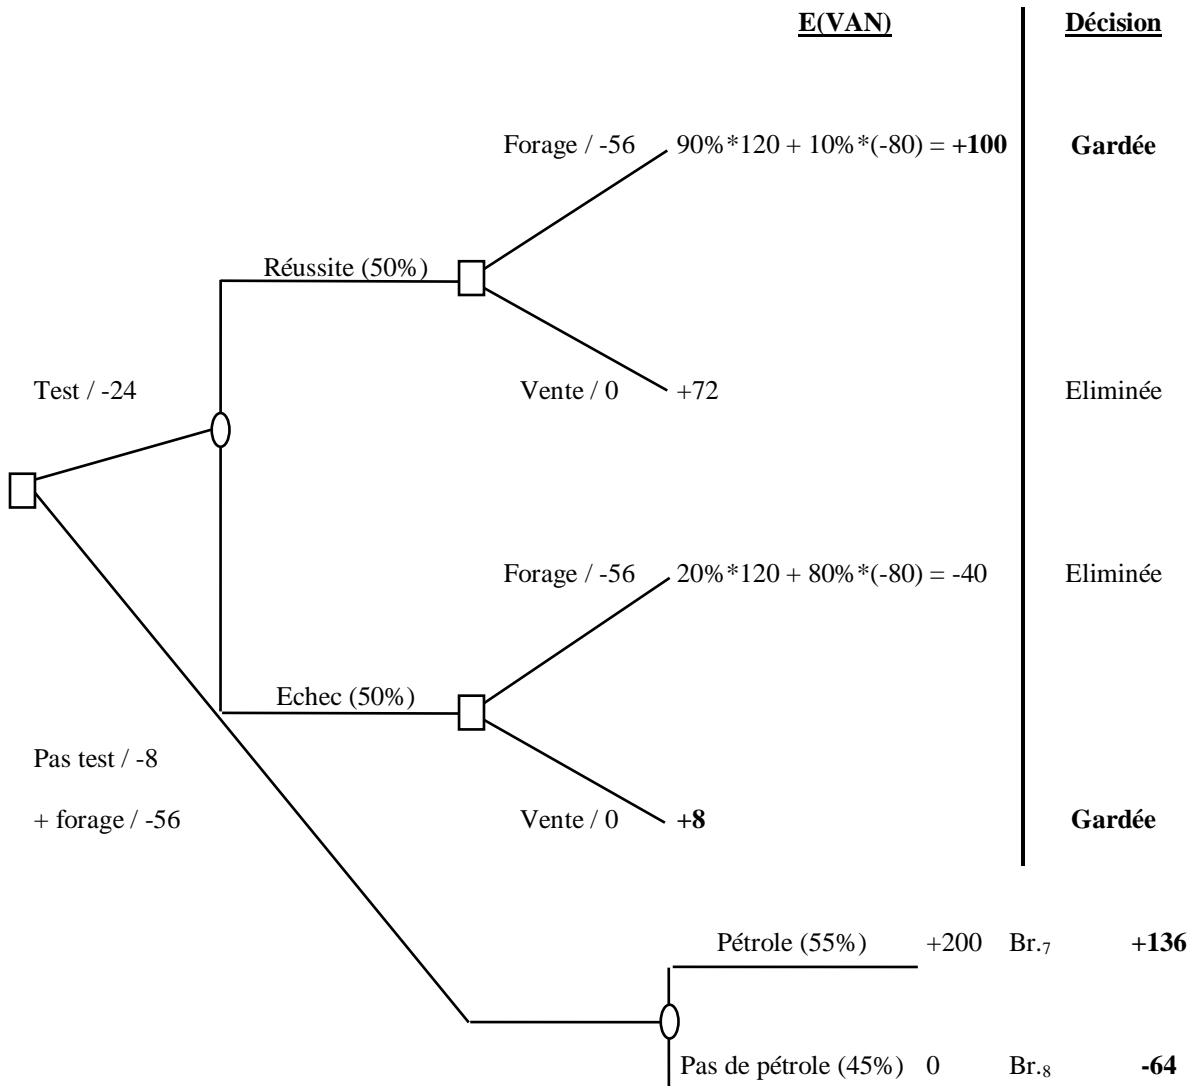 E(VAN) Décision
Forage / -56 90%*120 + 10%*(-80) = +100 Gardée
Réussite (50%)
Test / -24 Vente / 0 +72 Eliminée
Forage / -56 20%*120 + 80%*(-80) = -40 Eliminée
Echec (50%)
Pas test / -8
+ forage / -56 Vente / 0 +8 Gardée
Pétrole (55%) +200 Br.7 +136
Pas de pétrole (45%) 0 Br.8 -64